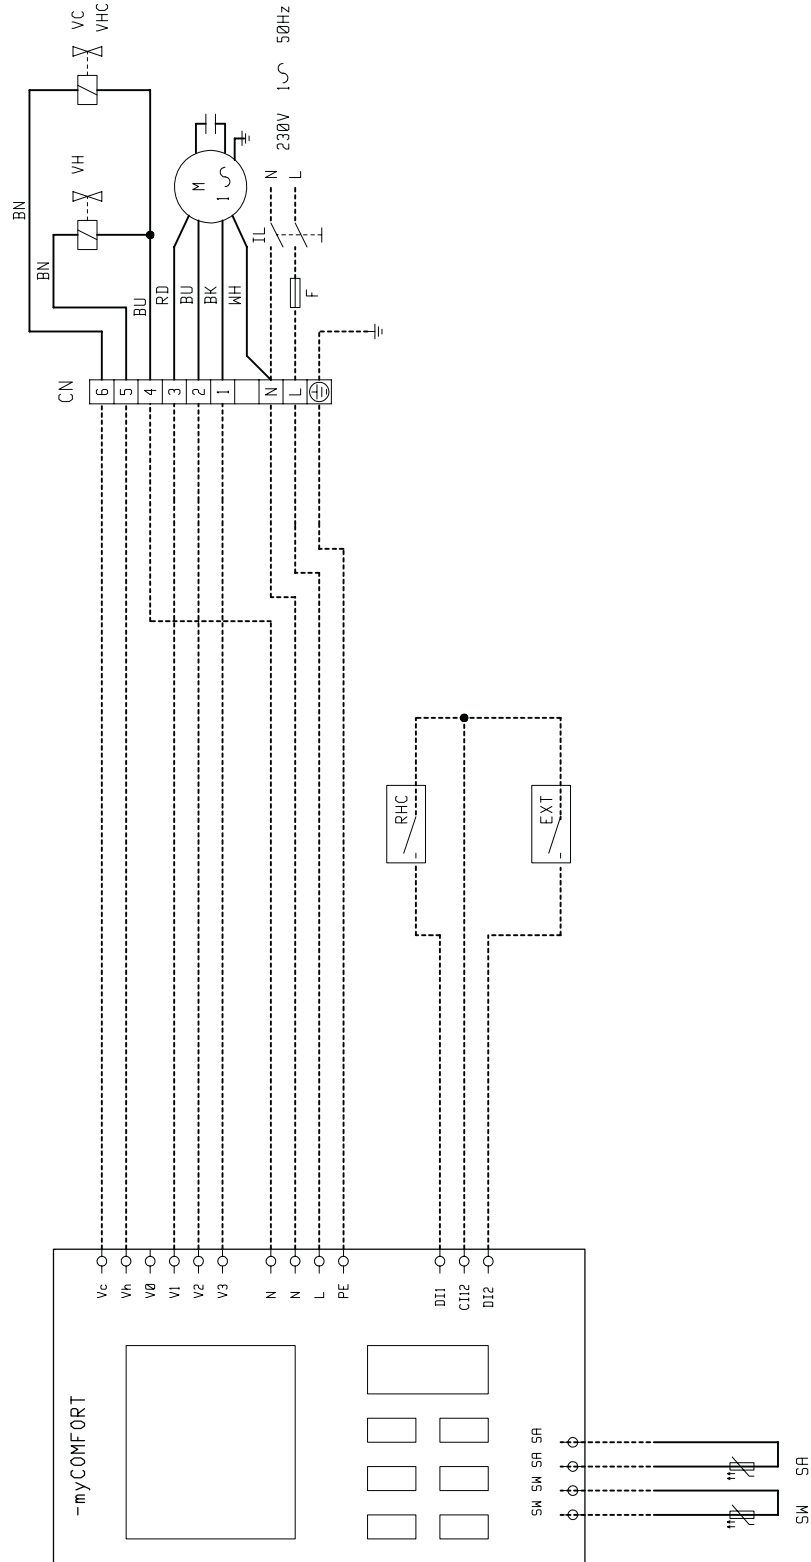 VC
VHC
VH
BN
BN
BU
RD
BU
BK
WH
M
1
IL
N
L
230V 1 50Hz
F
CN
6
5
4
3
2
1
N
L
RHC
EXT
Vc
Vh
V0
V1
V2
V3
N
N
L
PE
DI1
CI12
DI2
-myCOMFORT
SW
SW
SA
SA
SA
SW